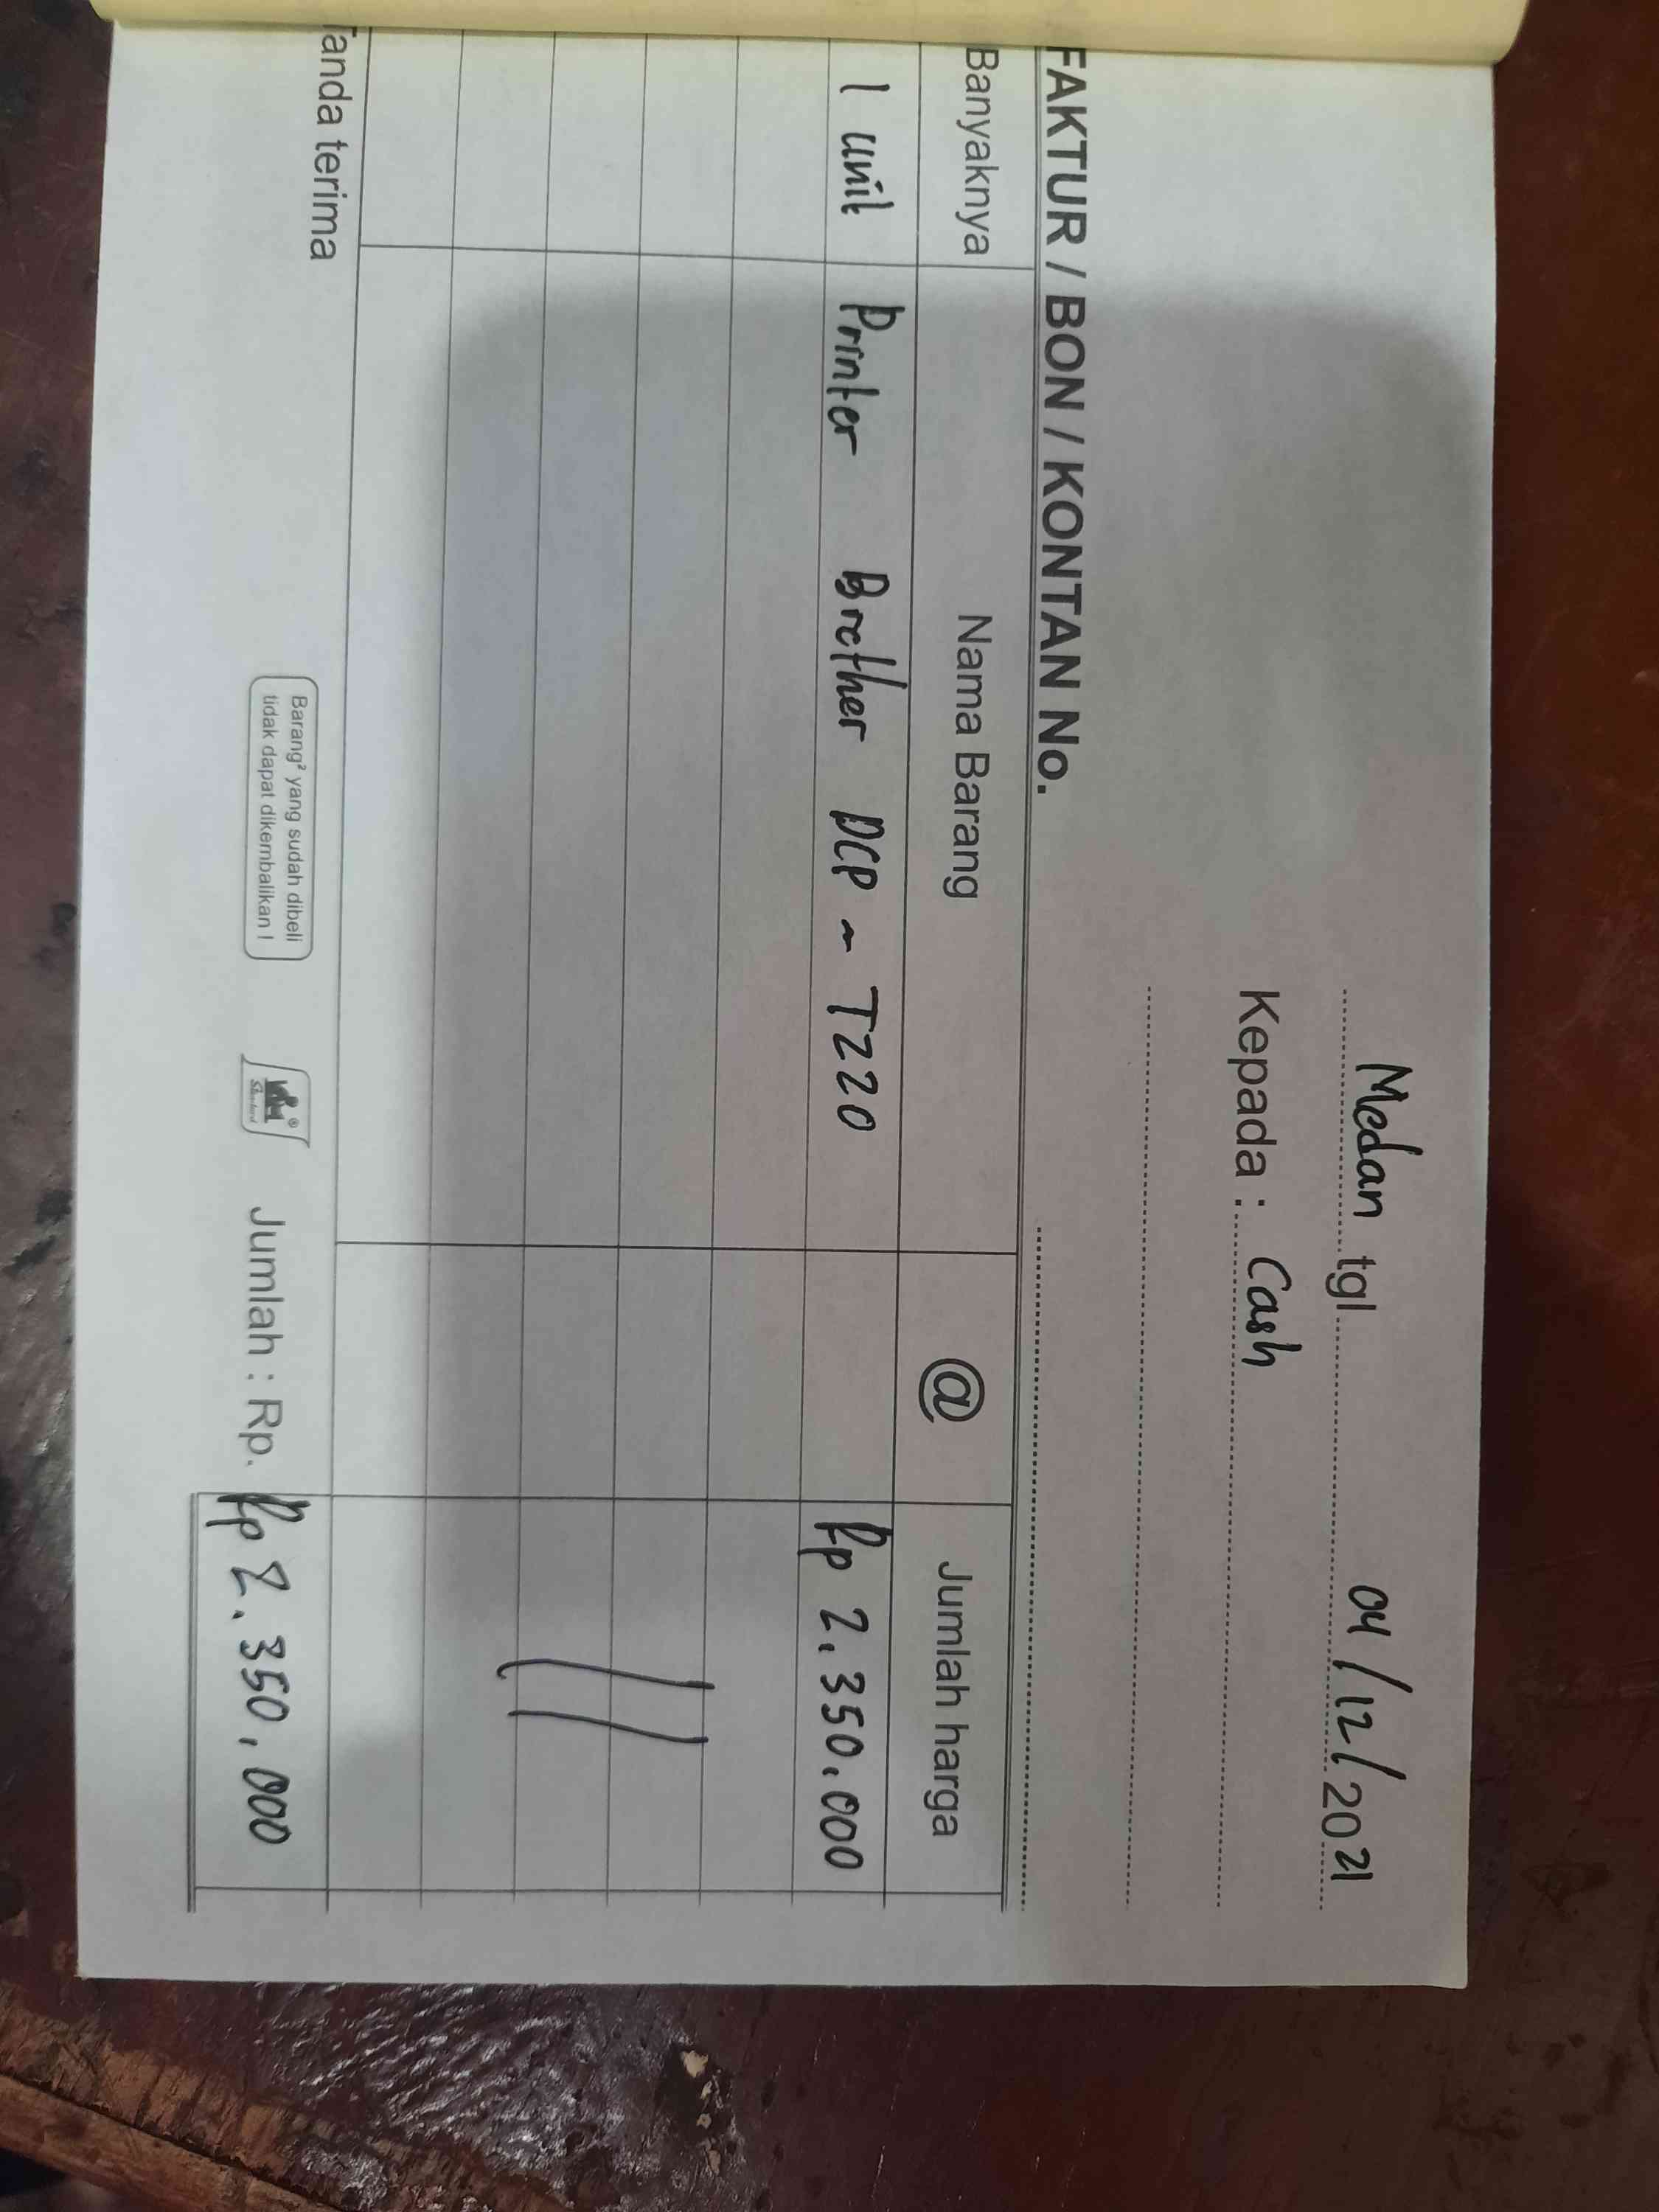 Medan tgl 04/12/2021
Kepada : Cash
FAKTUR / BON / KONTAN No.
Banyaknya Nama Barang @ Jumlah harga
1 unit Printer Brother DCP - T220 Rp 2.350.000
Tanda terima
Barang² yang sudah dibeli
tidak dapat dikembalikan !
Jumlah : Rp. Rp 2.350.000